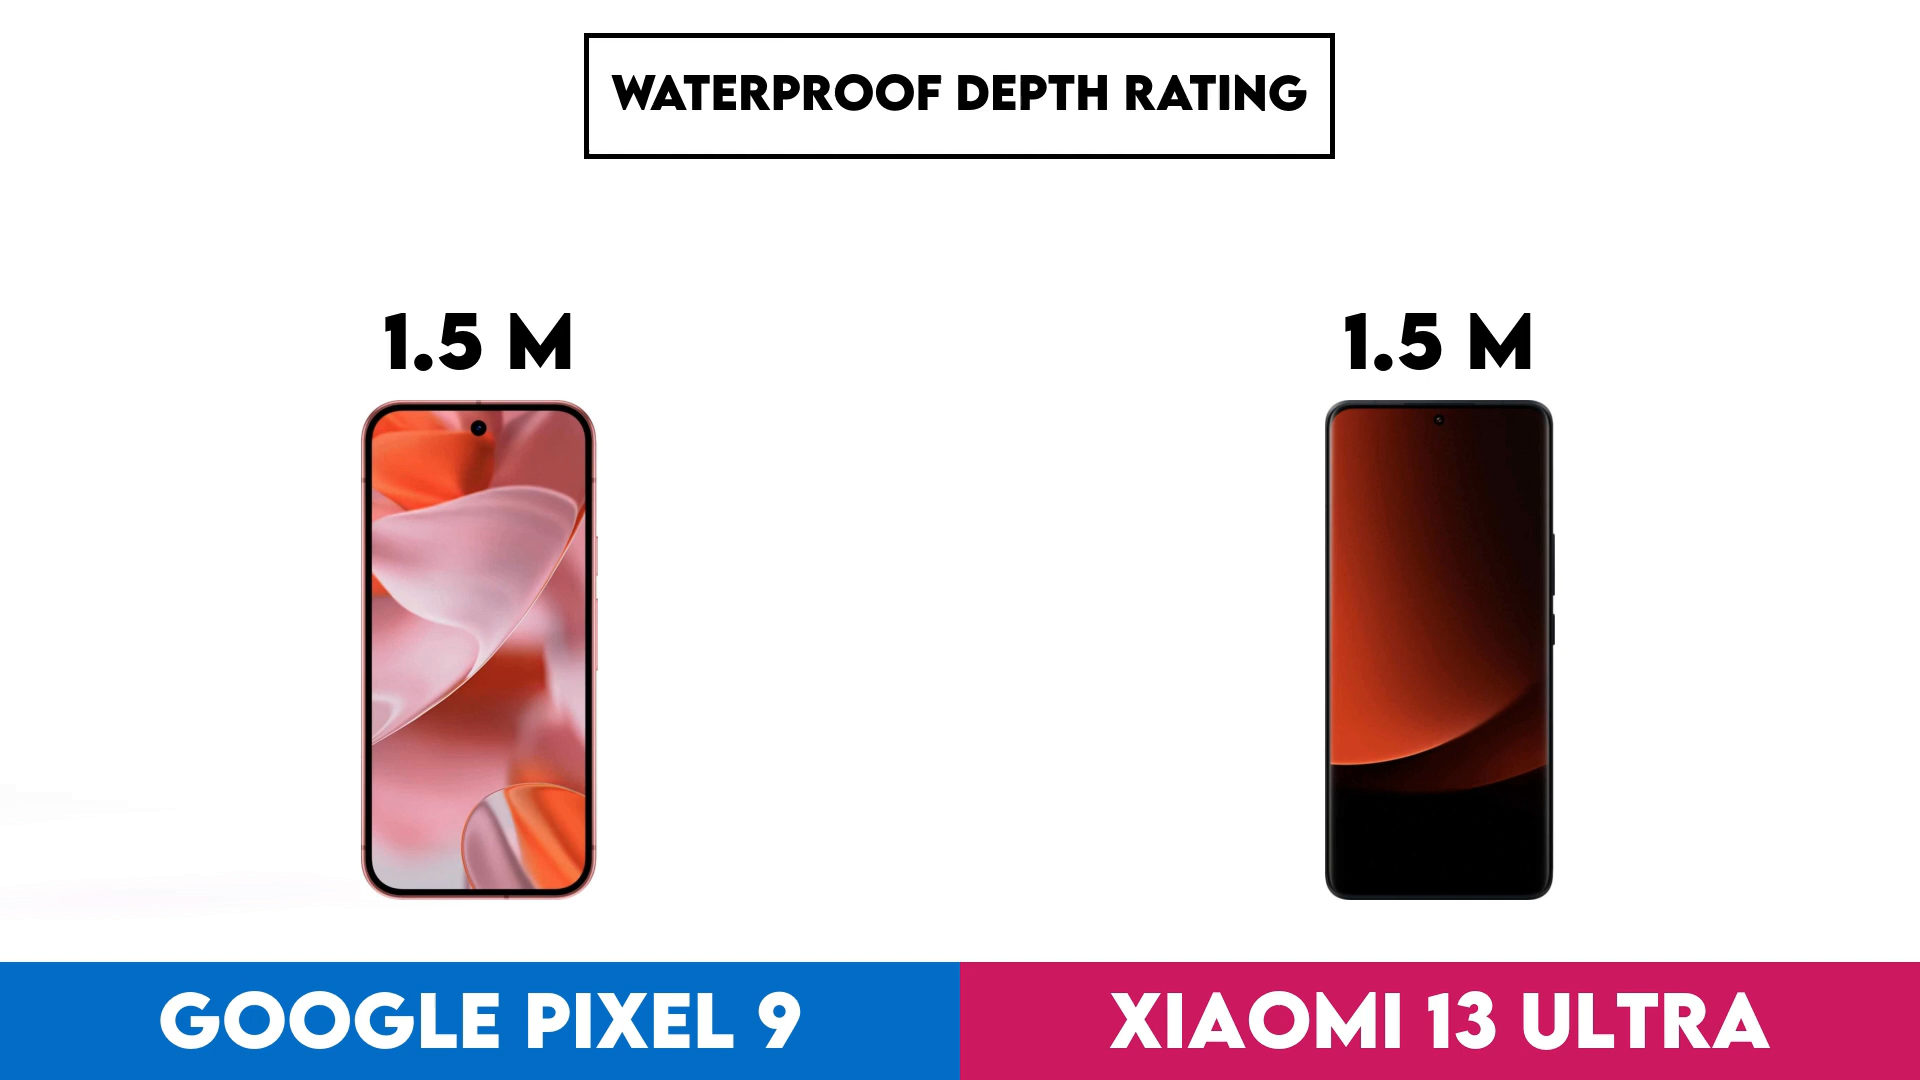 WATERPROOF DEPTH RATING
1.5 M
1.5 M
GOOGLE PIXEL 9
XIAOMI 13 ULTRA